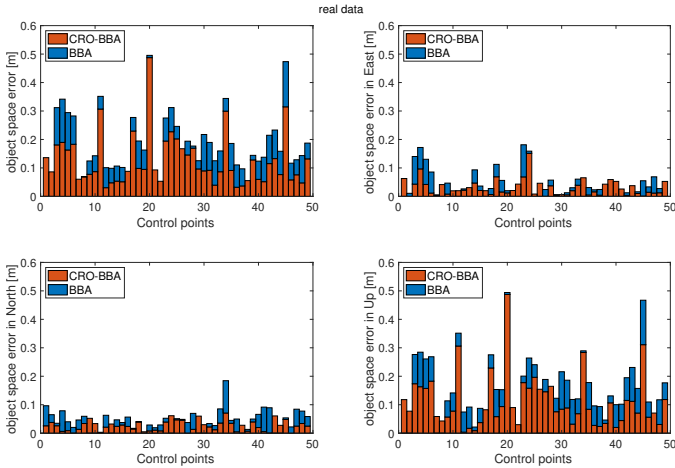 real data
0.6
0.5
0.4
0.3
0.2
0.1
0
object space error [m]
CRO-BBA
BBA
0 10 20 30 40 50
Control points
0.6
0.5
0.4
0.3
0.2
0.1
0
object space error in East [m]
CRO-BBA
BBA
0 10 20 30 40 50
Control points
0.6
0.5
0.4
0.3
0.2
0.1
0
object space error in North [m]
CRO-BBA
BBA
0 10 20 30 40 50
Control points
0.6
0.5
0.4
0.3
0.2
0.1
0
object space error in Up [m]
CRO-BBA
BBA
0 10 20 30 40 50
Control points